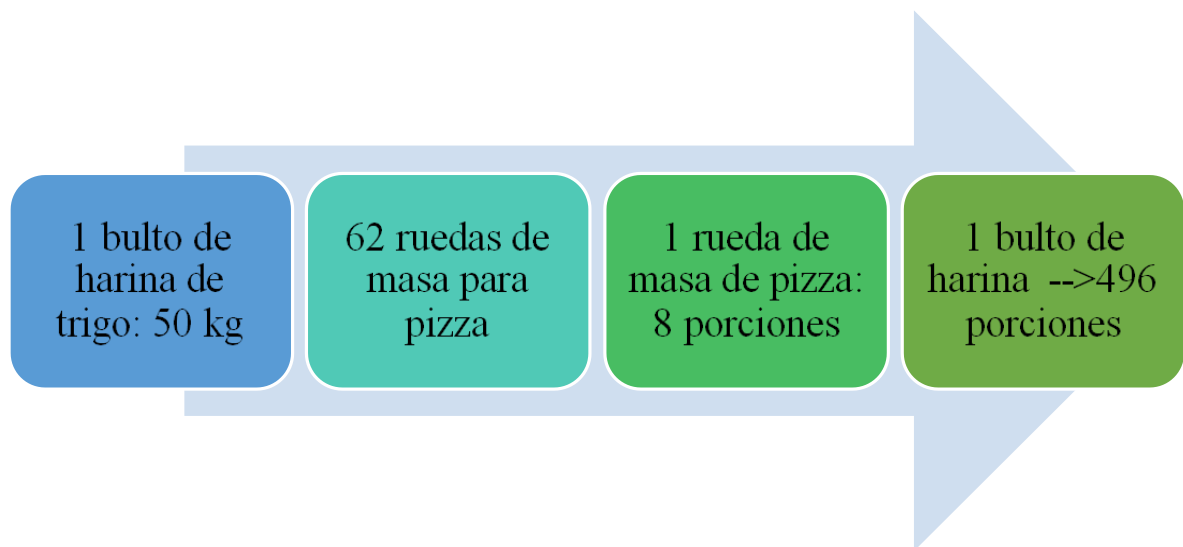 1 bulto de
harina de
trigo: 50 kg
62 ruedas de
masa para
pizza
1 rueda de
masa de pizza:
8 porciones
1 bulto de
harina -->496
porciones